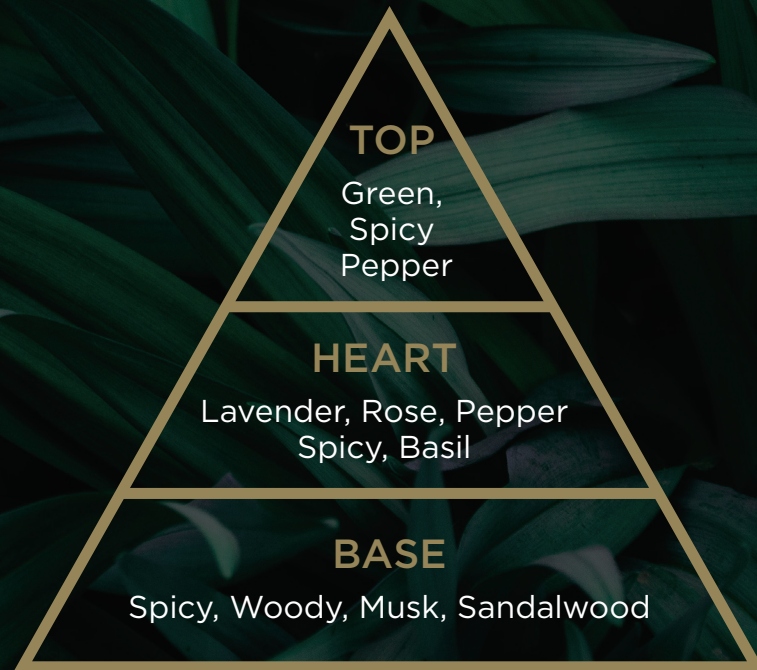 TOP
Green,
Spicy
Pepper
HEART
Lavender, Rose, Pepper
Spicy, Basil
BASE
Spicy, Woody, Musk, Sandalwood